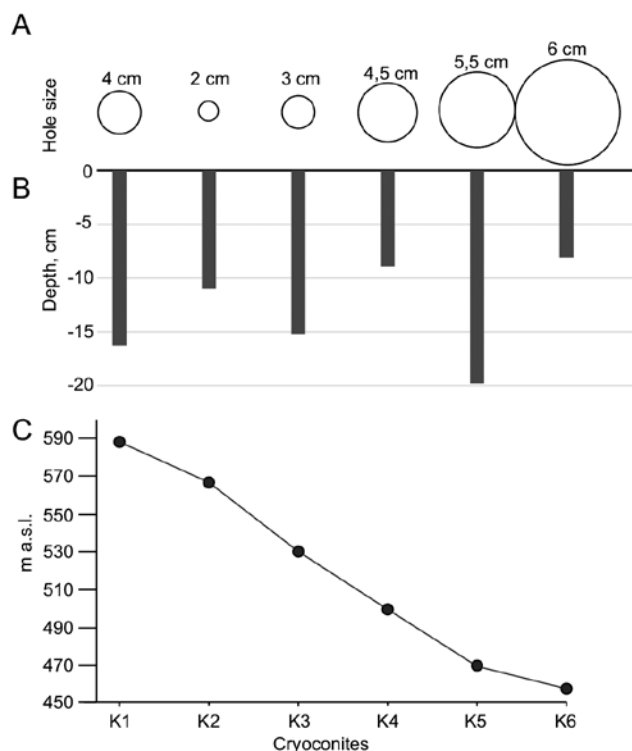 A
Hole size
4 cm
2 cm
3 cm
4,5 cm
5,5 cm
6 cm
B
Depth, cm
0
-5
-10
-15
-20
C
m a.s.l.
590
570
550
530
510
490
470
450
K1 K2 K3 K4 K5 K6
Cryoconites